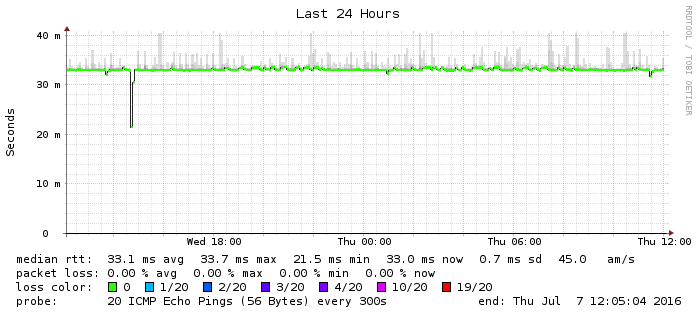 Last 24 Hours
RRDTOOL / TOBI OETIKER
Seconds
40 m
30 m
20 m
10 m
0
Wed 18:00 Thu 00:00 Thu 06:00 Thu 12:00
median rtt: 33.1 ms avg 33.7 ms max 21.5 ms min 33.0 ms now 0.7 ms sd 45.0 am/s
packet loss: 0.00 % avg 0.00 % max 0.00 % min 0.00 % now
loss color: 0 1/20 2/20 3/20 4/20 10/20 19/20
probe: 20 ICMP Echo Pings (56 Bytes) every 300s end: Thu Jul 7 12:05:04 2016